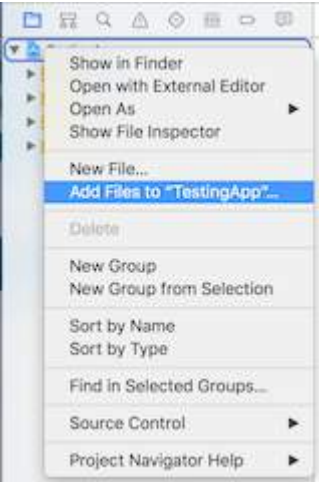 Show in Finder
Open with External Editor
Open As
Show File Inspector
New File...
Add Files to "TestingApp"...
Delete
New Group
New Group from Selection
Sort by Name
Sort by Type
Find in Selected Groups...
Source Control
Project Navigator Help